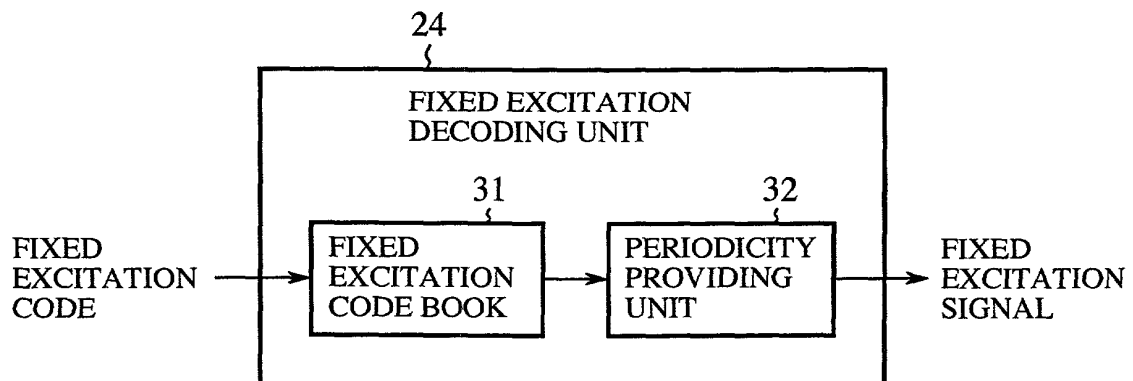 24
FIXED EXCITATION
DECODING UNIT
31
32
FIXED
EXCITATION
CODE
FIXED
EXCITATION
CODE BOOK
PERIODICITY
PROVIDING
UNIT
FIXED
EXCITATION
SIGNAL